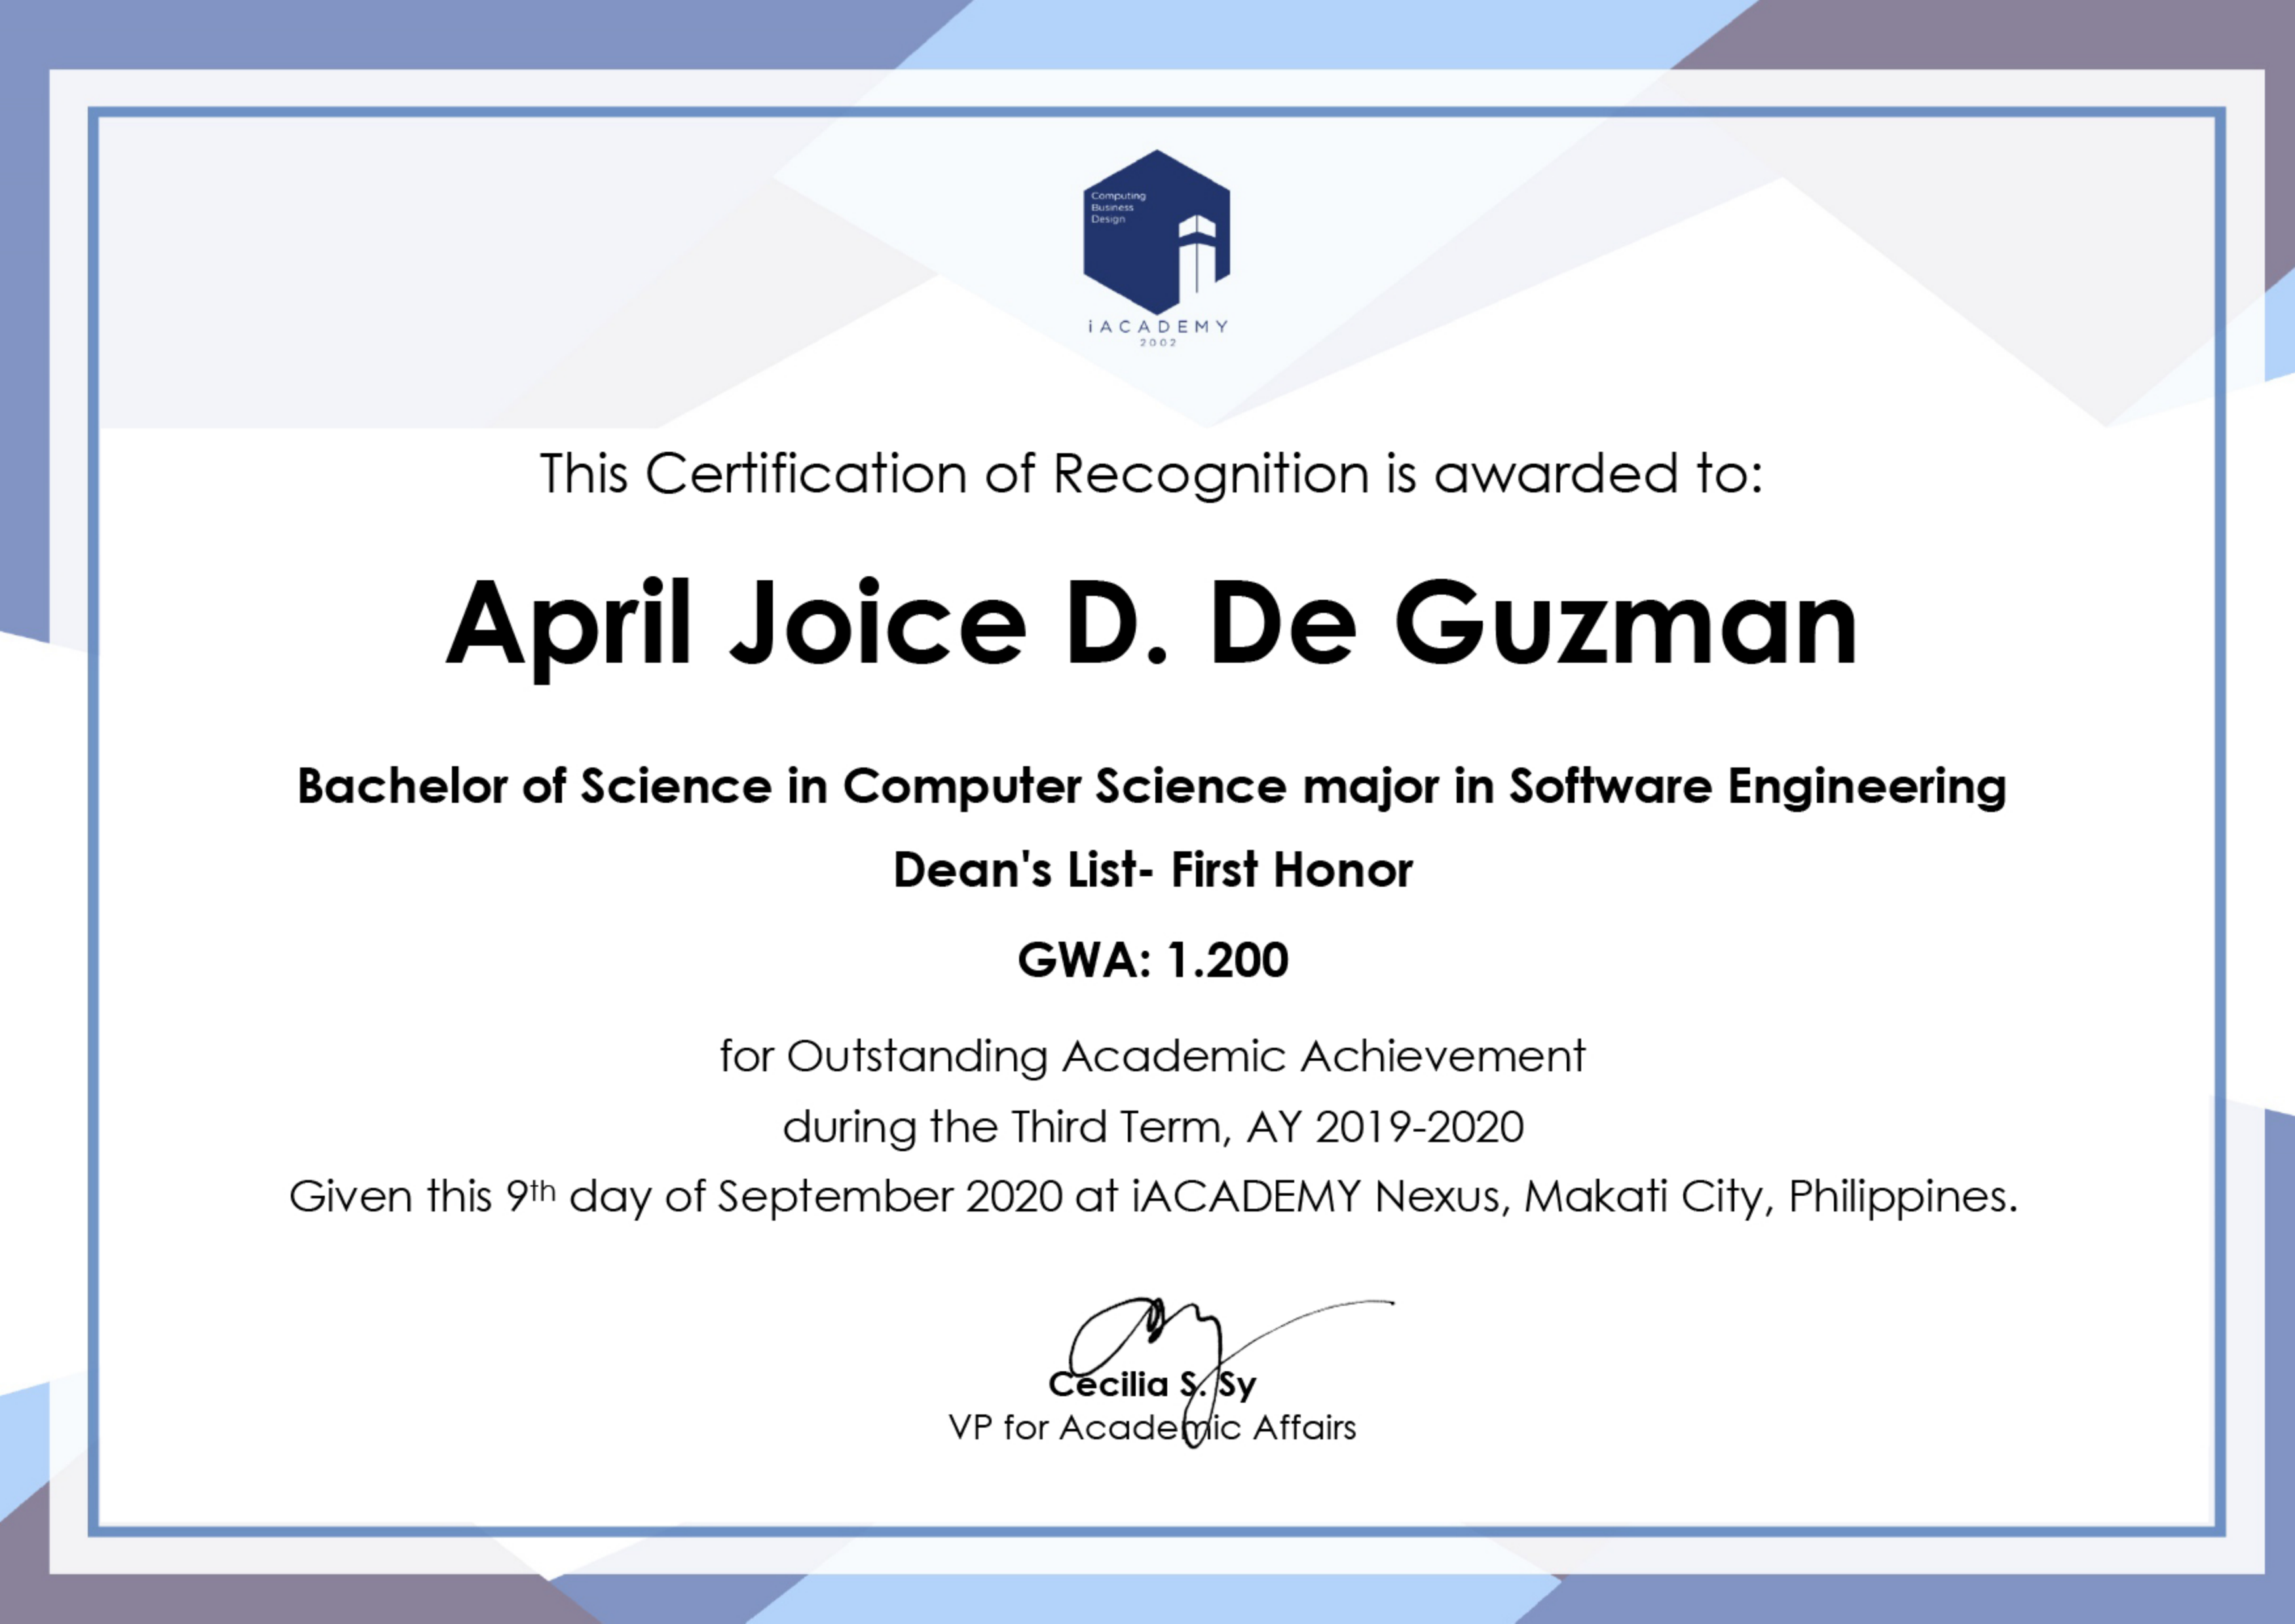 Computing
Business
Design
iACADEMY
2002
This Certification of Recognition is awarded to:
April Joice D. De Guzman
Bachelor of Science in Computer Science major in Software Engineering
Dean's List- First Honor
GWA: 1.200
for Outstanding Academic Achievement
during the Third Term, AY 2019-2020
Given this 9th day of September 2020 at iACADEMY Nexus, Makati City, Philippines.
Cecilia S. Sy
VP for Academic Affairs